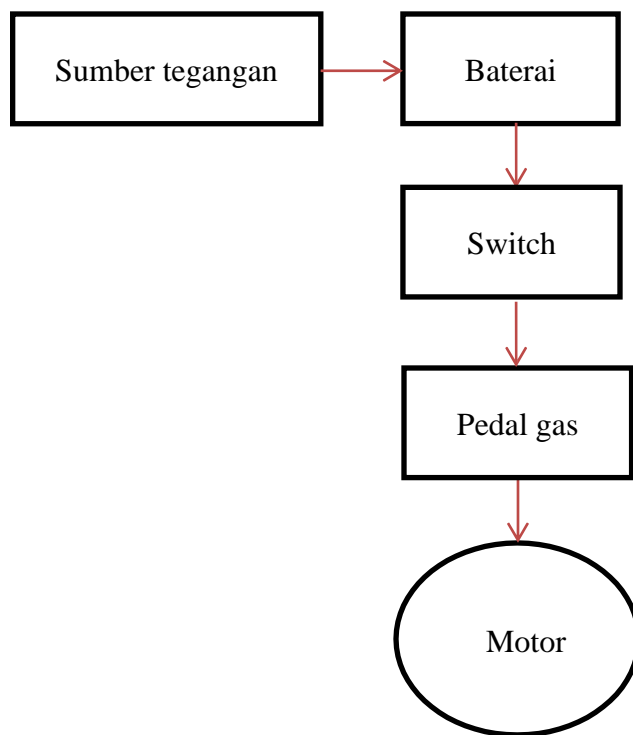 Sumber tegangan
Baterai
Switch
Pedal gas
Motor